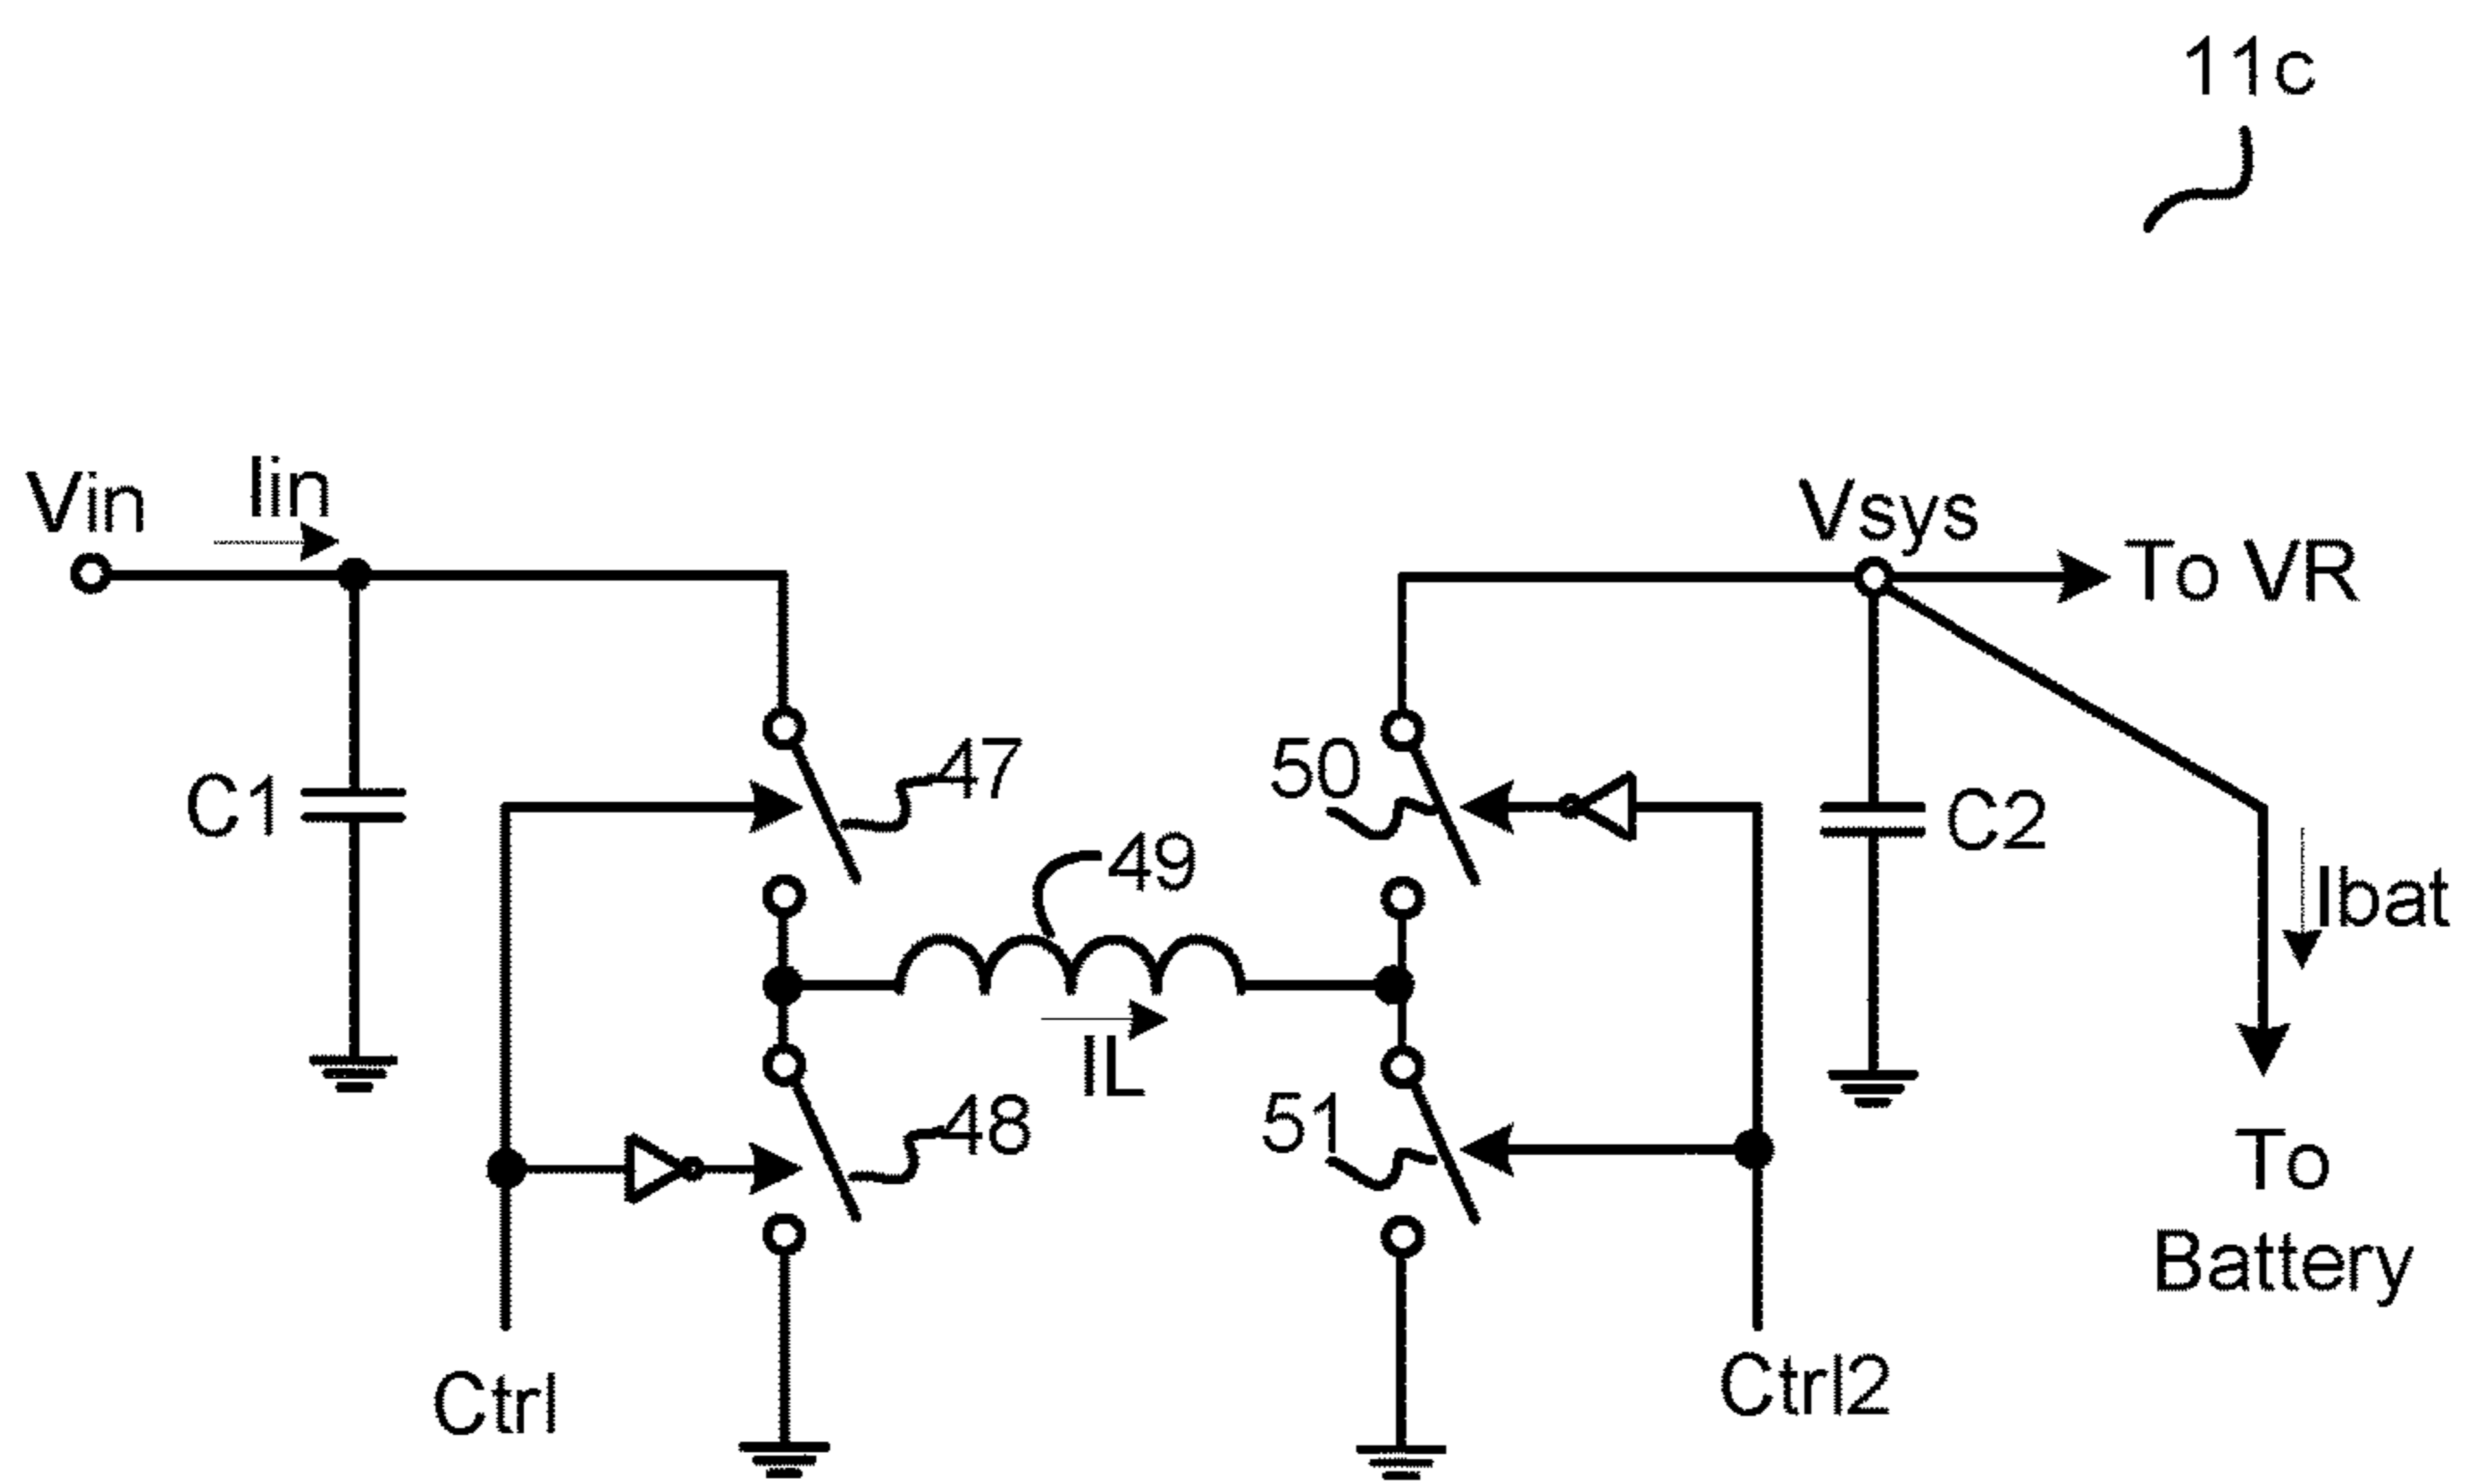 11c
Vin
Iin
Vsys
To VR
C1
47
50
C2
49
Ibat
IL
48
51
To
Battery
Ctrl
Ctrl2